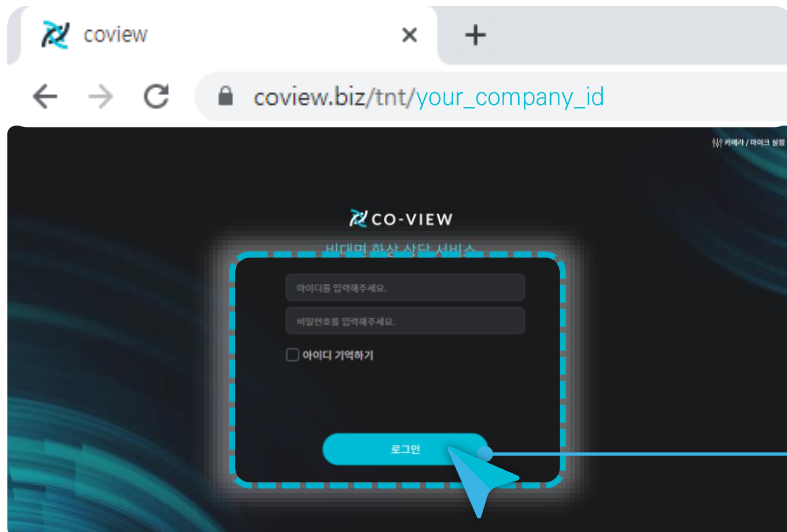 coview
coview.biz/tnt/your_company_id
카메라 / 마이크 설정
CO-VIEW
비대면 화상 상담 서비스
아이디를 입력해주세요.
비밀번호를 입력해주세요.
아이디 기억하기
로그인